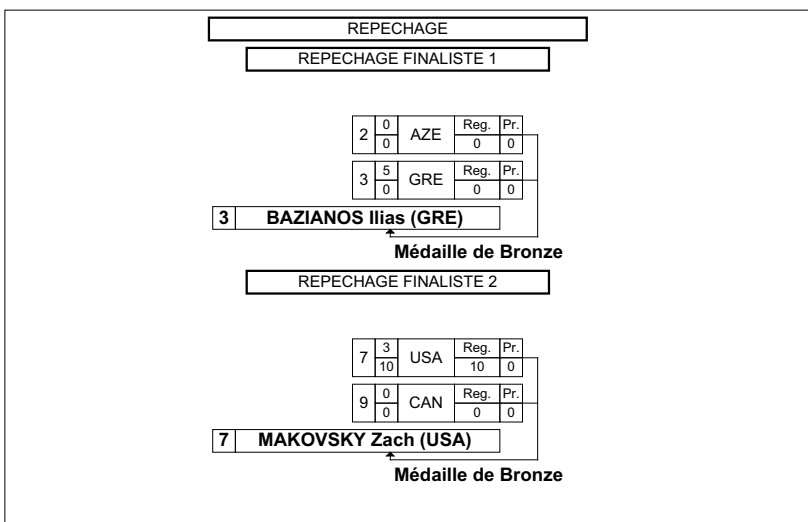 REPECHAGE
REPECHAGE FINALISTE 1
2 0 AZE Reg. Pr.
0 0 0
3 5 GRE Reg. Pr.
0 0 0
3 BAZIANOS Ilias (GRE)
Médaille de Bronze
REPECHAGE FINALISTE 2
7 3 USA Reg. Pr.
10 10 0
9 0 CAN Reg. Pr.
0 0 0
7 MAKOVSKY Zach (USA)
Médaille de Bronze